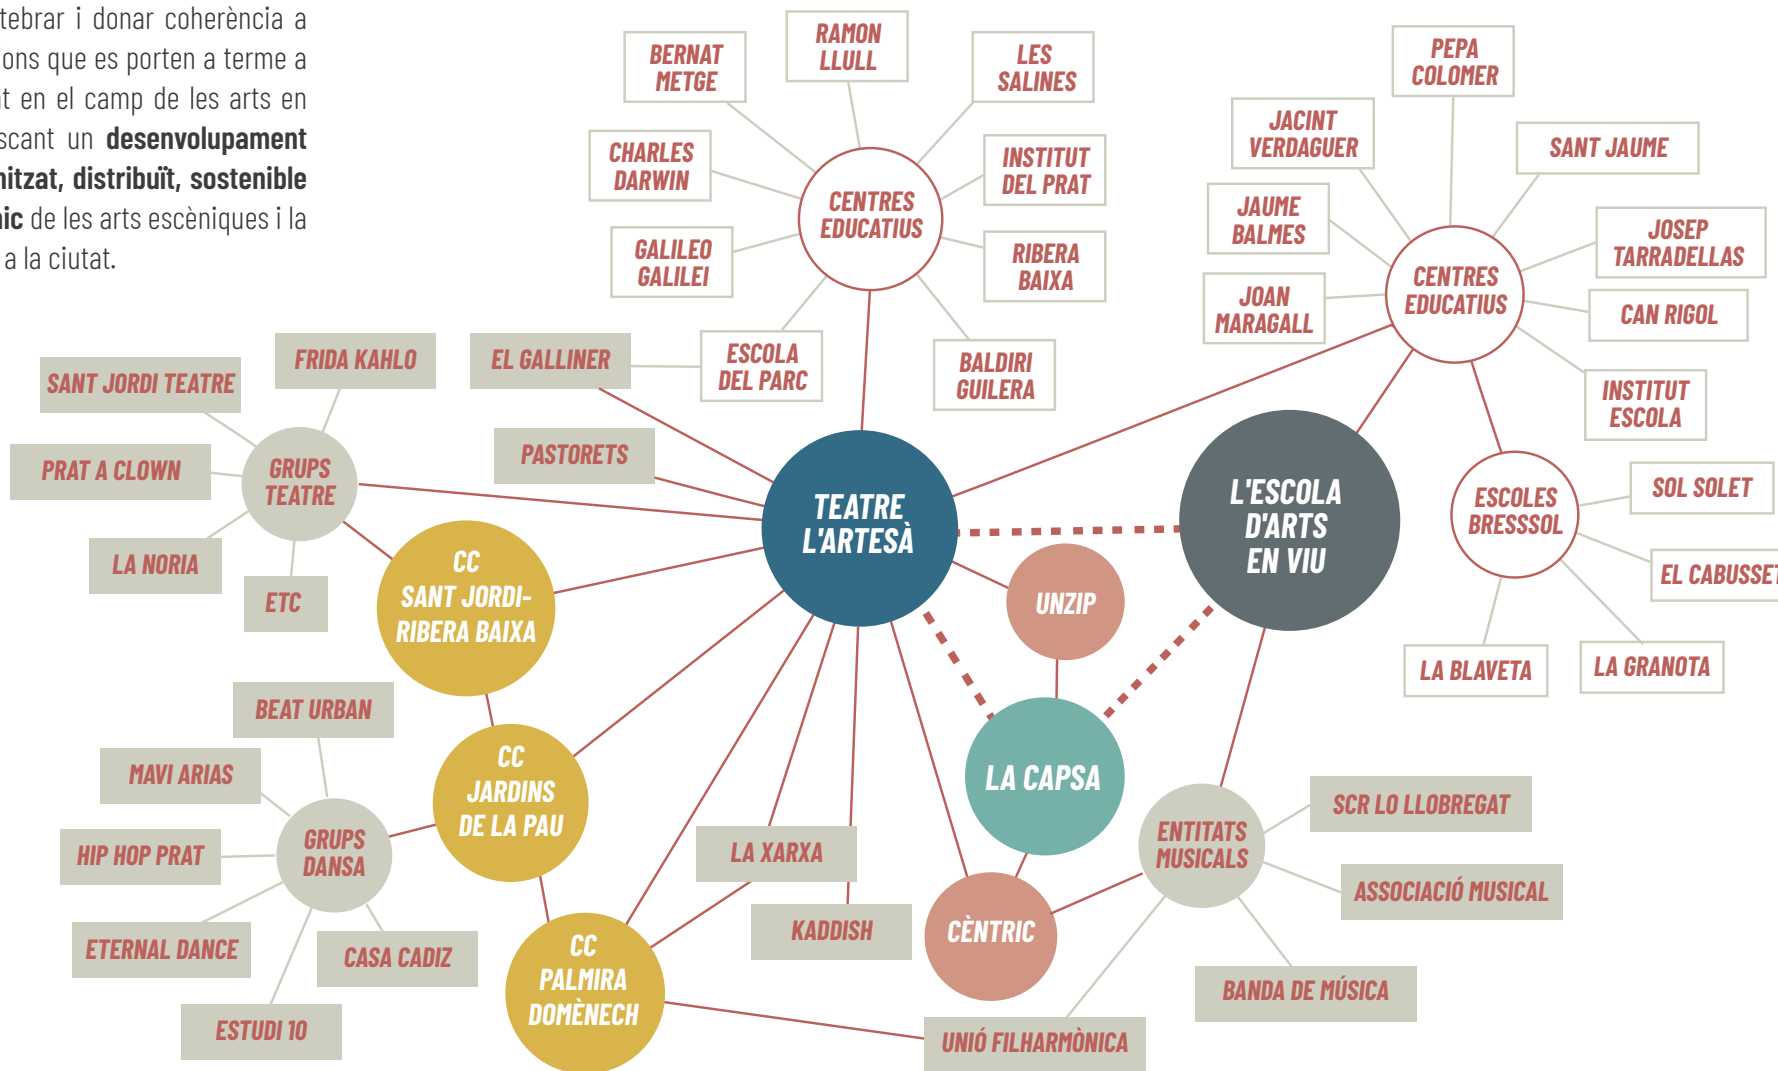 tebrar i donar coherència a
ons que es porten a terme a
t en el camp de les arts en
scant un desenvolupament
nitzat, distribuït, sostenible
nic de les arts escèniques i la
a la ciutat.
BERNAT
METGE
RAMON
LLULL
LES
SALINES
CHARLES
DARWIN
INSTITUT
DEL PRAT
CENTRES
EDUCATIUS
GALILEO
GALILEI
RIBERA
BAIXA
ESCOLA
DEL PARC
BALDIRI
GUILERA
PEPA
COLOMER
JACINT
VERDAGUER
SANT JAUME
JAUME
BALMES
JOSEP
TARRADELLAS
CENTRES
EDUCATIUS
JOAN
MARAGALL
CAN RIGOL
INSTITUT
ESCOLA
FRIDA KAHLO
SANT JORDI TEATRE
EL GALLINER
PRAT A CLOWN
GRUPS
TEATRE
PASTORETS
LA NORIA
ETC
CC
SANT JORDI-
RIBERA BAIXA
TEATRE
L'ARTESÀ
L'ESCOLA
D'ARTS
EN VIU
ESCOLES
BRESSSOL
SOL SOLET
EL CABUSSET
LA BLAVETA
LA GRANOTA
UNZIP
LA CAPSA
BEAT URBAN
MAVI ARIAS
CC
JARDINS
DE LA PAU
HIP HOP PRAT
GRUPS
DANSA
ETERNAL DANCE
CASA CADIZ
ESTUDI 10
LA XARXA
KADDISH
CÈNTRIC
CC
PALMIRA
DOMÈNECH
ENTITATS
MUSICALS
SCR LO LLOBREGAT
ASSOCIACIÓ MUSICAL
BANDA DE MÚSICA
UNIÓ FILHARMÒNICA